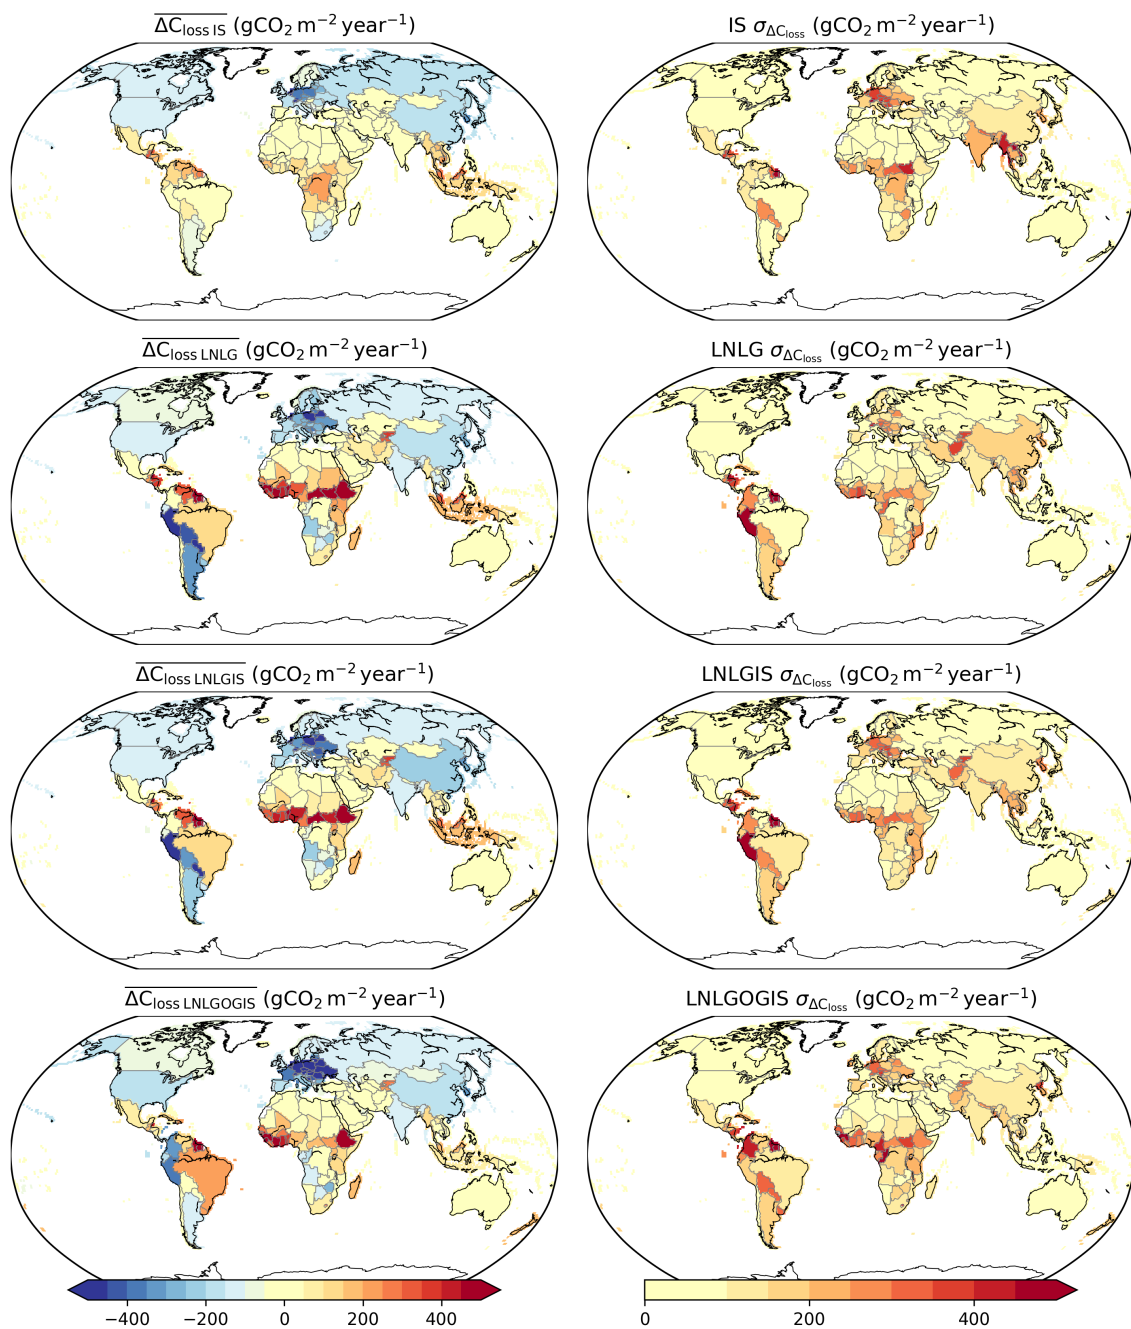 ΔC_loss IS (gCO₂ m⁻² year⁻¹)
IS σ_ΔC_loss (gCO₂ m⁻² year⁻¹)
ΔC_loss LNLG (gCO₂ m⁻² year⁻¹)
LNLG σ_ΔC_loss (gCO₂ m⁻² year⁻¹)
ΔC_loss LNLGIS (gCO₂ m⁻² year⁻¹)
LNLGIS σ_ΔC_loss (gCO₂ m⁻² year⁻¹)
ΔC_loss LNLGOGIS (gCO₂ m⁻² year⁻¹)
LNLGOGIS σ_ΔC_loss (gCO₂ m⁻² year⁻¹)
−400 −200 0 200 400
0 200 400